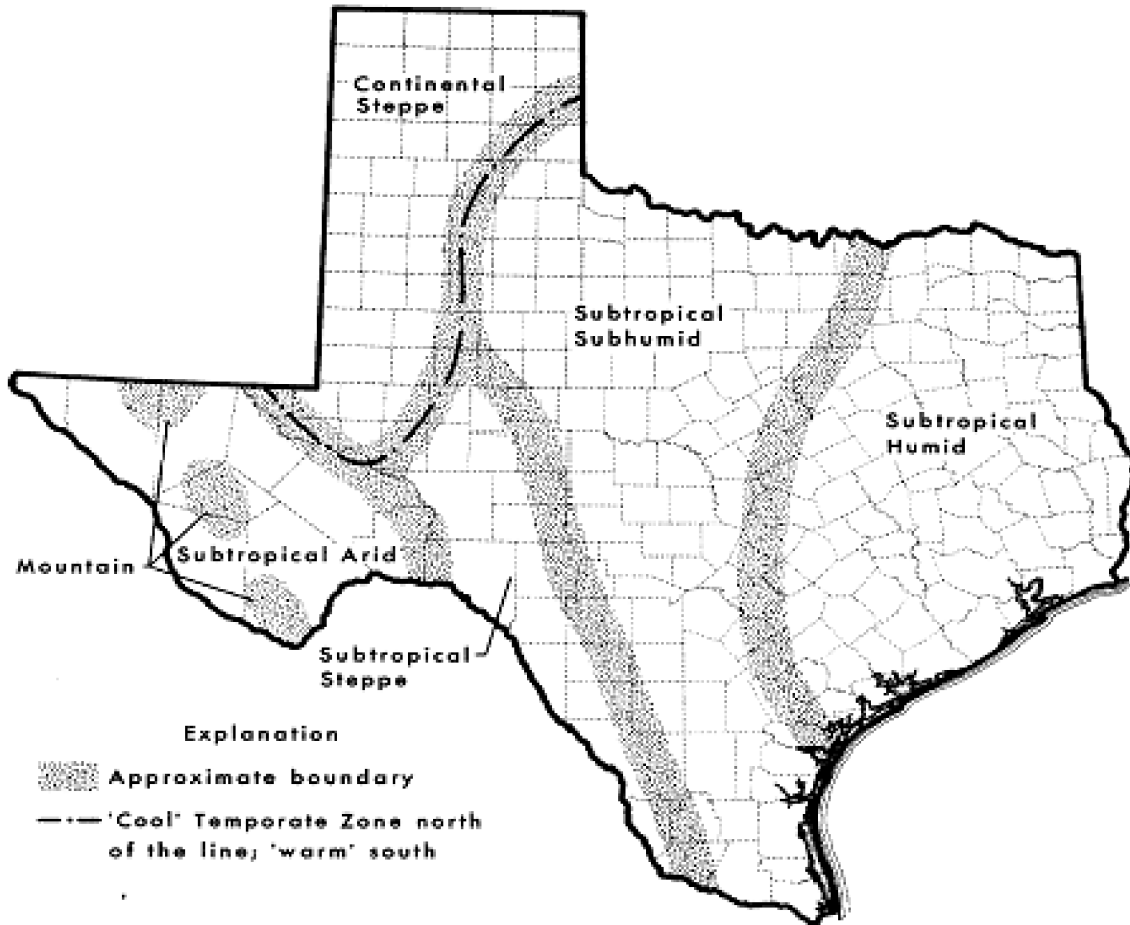 Continental
Steppe
Subtropical
Subhumid
Subtropical
Humid
Mountain
Subtropical Arid
Subtropical
Steppe
Explanation
Approximate boundary
'Cool' Temporate Zone north
of the line; 'warm' south